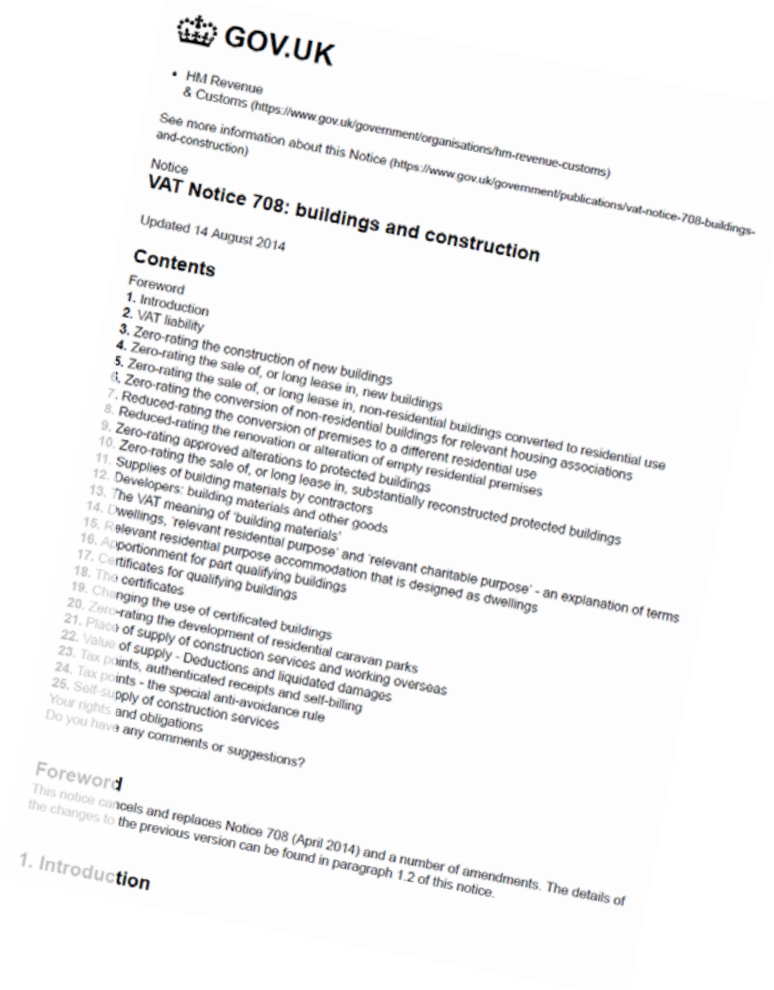 GOV.UK
• HM Revenue
& Customs (https://www.gov.uk/government/organisations/hm-revenue-customs)
See more information about this Notice (https://www.gov.uk/government/publications/vat-notice-708-buildings-
and-construction)
Notice
VAT Notice 708: buildings and construction
Updated 14 August 2014
Contents
Foreword
1. Introduction
2. VAT liability
3. Zero-rating the construction of new buildings
4. Zero-rating the sale of, or long lease in, new buildings
5. Zero-rating the sale of, or long lease in, non-residential buildings converted to residential use
6. Zero-rating the conversion of non-residential buildings for relevant housing associations
7. Reduced-rating the conversion of premises to a different residential use
8. Reduced-rating the renovation or alteration of empty residential premises
9. Zero-rating approved alterations to protected buildings
10. Zero-rating the sale of, or long lease in, substantially reconstructed protected buildings
11. Supplies of building materials by contractors
12. Developers: building materials and other goods
13. The VAT meaning of 'building materials'
14. Dwellings, 'relevant residential purpose' and 'relevant charitable purpose' - an explanation of terms
15. Relevant residential purpose accommodation that is designed as dwellings
16. Apportionment for part qualifying buildings
17. Certificates for qualifying buildings
18. The certificates
19. Changing the use of certificated buildings
20. Zero-rating the development of residential caravan parks
21. Place of supply of construction services and working overseas
22. Value of supply - Deductions and liquidated damages
23. Tax points, authenticated receipts and self-billing
24. Tax points - the special anti-avoidance rule
25. Self-supply of construction services
Your rights and obligations
Do you have any comments or suggestions?
Foreword
This notice cancels and replaces Notice 708 (April 2014) and a number of amendments. The details of
the changes to the previous version can be found in paragraph 1.2 of this notice.
1. Introduction